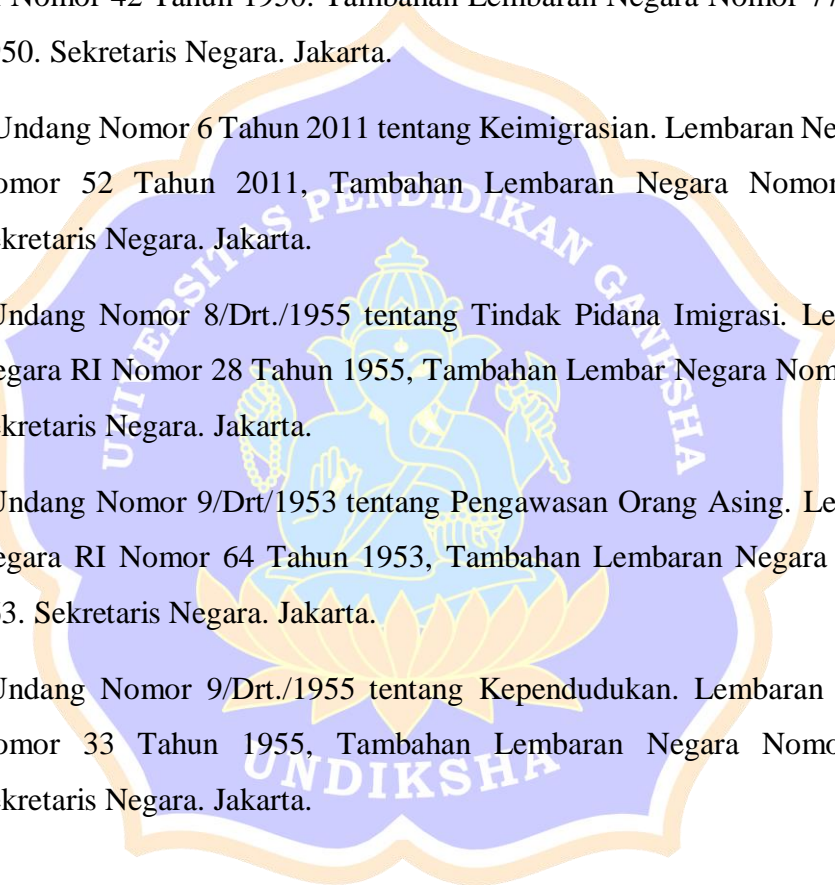 Nomor 42 Tahun 1950. Tambahan Lembaran Negara Nomor 77
50. Sekretaris Negara. Jakarta.
Undang Nomor 6 Tahun 2011 tentang Keimigrasian. Lembaran Ne
omor 52 Tahun 2011, Tambahan Lembaran Negara Nomor
ekretaris Negara. Jakarta.
Undang Nomor 8/Drt./1955 tentang Tindak Pidana Imigrasi. Le
egara RI Nomor 28 Tahun 1955, Tambahan Lembar Negara Nom
ekretaris Negara. Jakarta.
Undang Nomor 9/Drt/1953 tentang Pengawasan Orang Asing. Le
egara RI Nomor 64 Tahun 1953, Tambahan Lembaran Negara
3. Sekretaris Negara. Jakarta.
Undang Nomor 9/Drt./1955 tentang Kependudukan. Lembaran
omor 33 Tahun 1955, Tambahan Lembaran Negara Nomo
ekretaris Negara. Jakarta.
UNIVERSITAS PENDIDIKAN GANESHA
UNDIKSHA